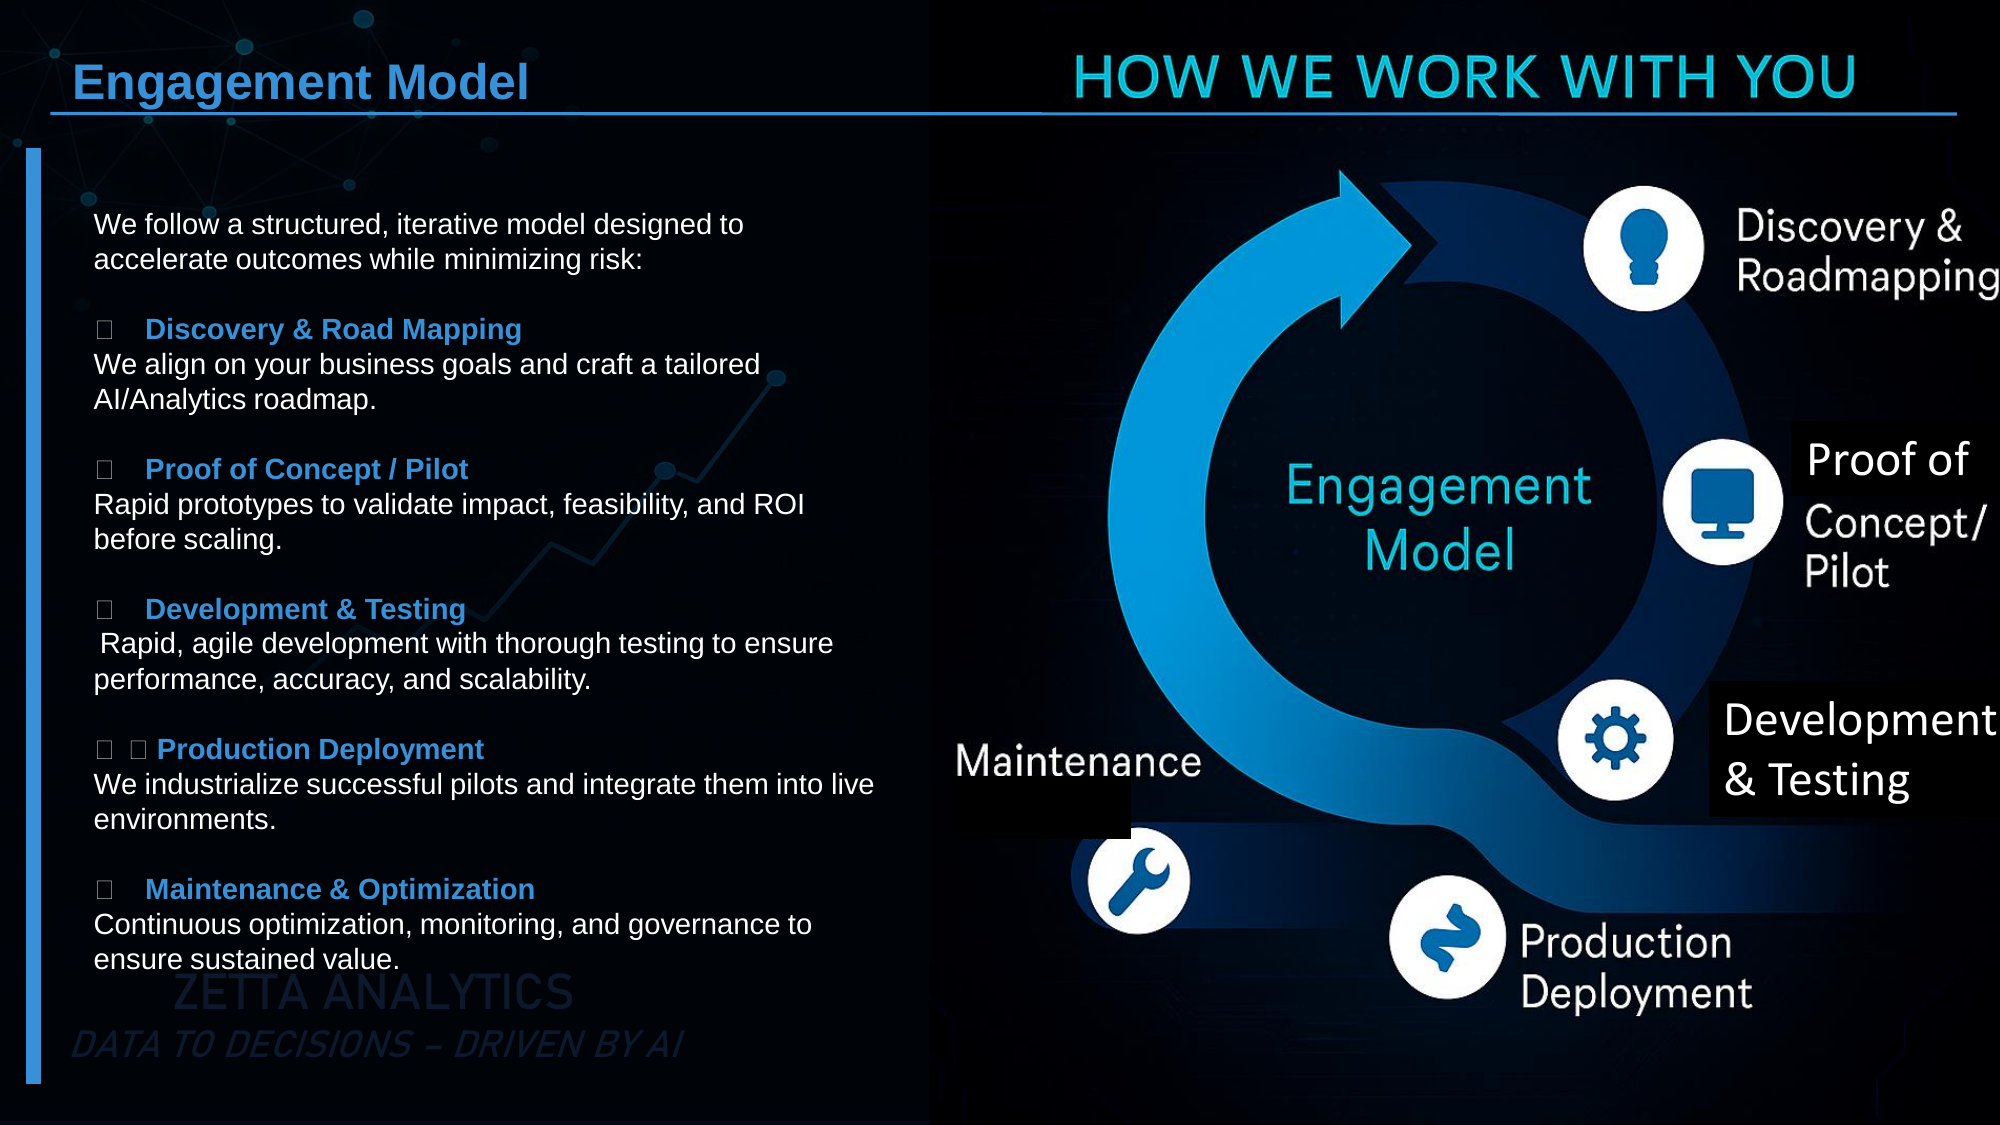 Engagement Model
HOW WE WORK WITH YOU
We follow a structured, iterative model designed to
accelerate outcomes while minimizing risk:
Discovery & Road Mapping
We align on your business goals and craft a tailored
AI/Analytics roadmap.
Proof of Concept / Pilot
Rapid prototypes to validate impact, feasibility, and ROI
before scaling.
Development & Testing
Rapid, agile development with thorough testing to ensure
performance, accuracy, and scalability.
Production Deployment
We industrialize successful pilots and integrate them into live
environments.
Maintenance & Optimization
Continuous optimization, monitoring, and governance to
ensure sustained value.
ZETTA ANALYTICS
DATA TO DECISIONS – DRIVEN BY AI
Engagement
Model
Discovery &
Roadmapping
Proof of
Concept/
Pilot
Development
& Testing
Maintenance
Production
Deployment